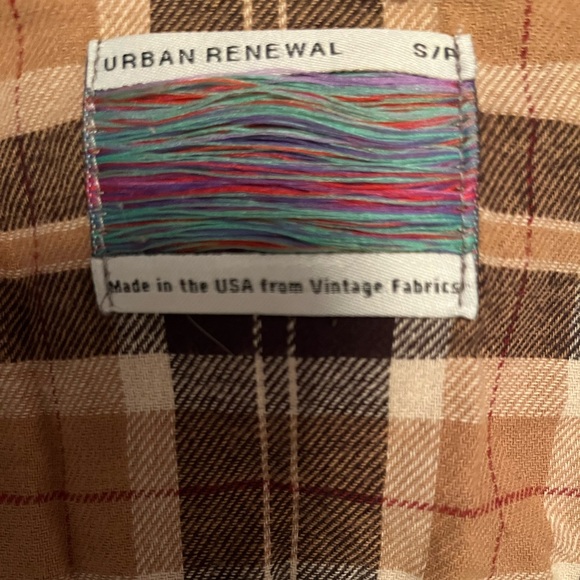 URBAN RENEWAL S/P
Made in the USA from Vintage Fabrics